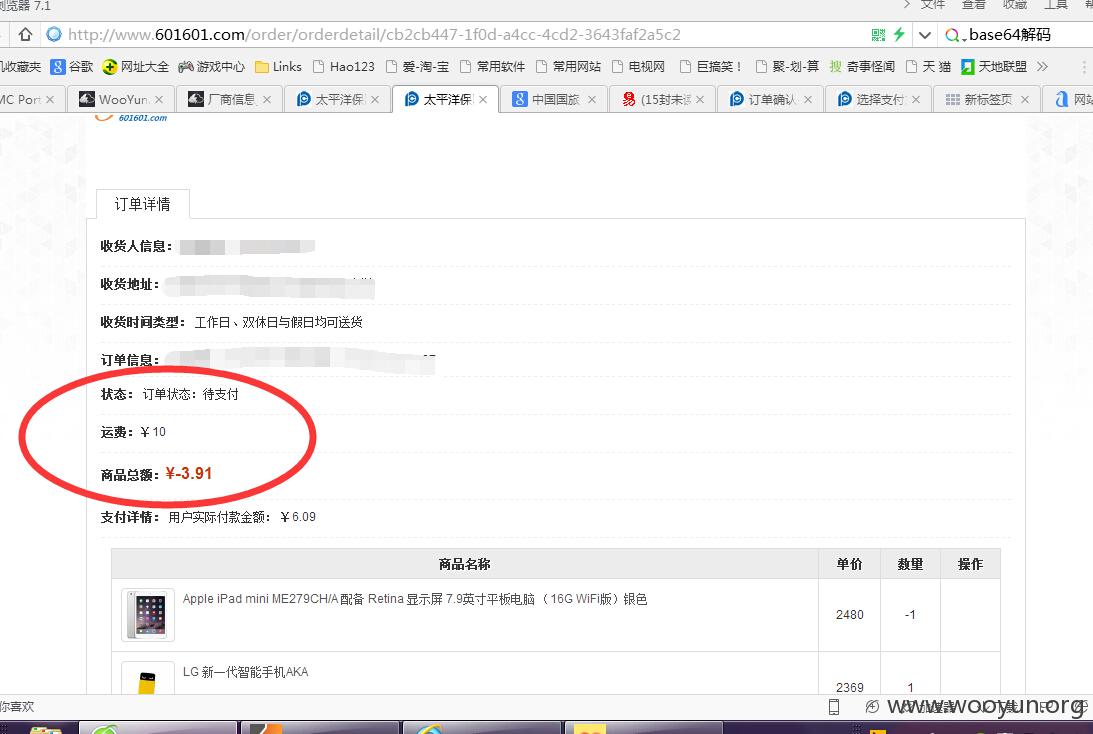 浏览器 7.1
文件 查看 收藏 工具
http://www.601601.com/order/orderdetail/cb2cb447-1f0d-a4cc-4cd2-3643faf2a5c2
base64解码
收藏夹 谷歌 网址大全 游戏中心 Links Hao123 爱-淘-宝 常用软件 常用网站 电视网 巨搞笑！ 聚-划-算 奇事怪闻 天 猫 天地联盟
MC Port WooYun. 厂商信息 太平洋保 太平洋保 中国国旅 (15封未读 订单确认 选择支付 新标签页 网站
601601.com
订单详情
收货人信息：
收货地址：
收货时间类型： 工作日、双休日与假日均可送货
订单信息：
状态： 订单状态：待支付
运费：￥10
商品总额：¥-3.91
支付详情： 用户实际付款金额： ￥6.09
商品名称 单价 数量 操作
Apple iPad mini ME279CH/A 配备 Retina 显示屏 7.9英寸平板电脑 （ 16G WiFi版）银色
2480 -1
LG 新一代智能手机AKA
2369 1
你喜欢
www.wooyun.org